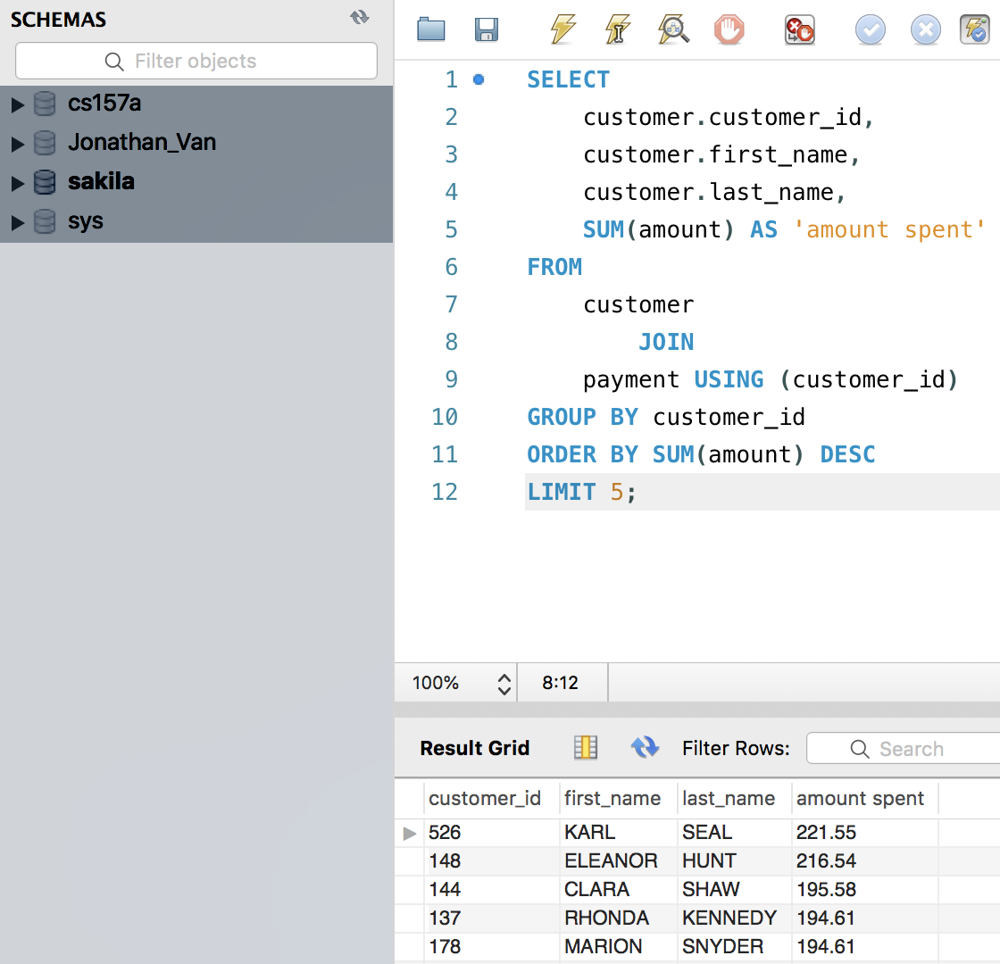 SCHEMAS
Filter objects
cs157a
Jonathan_Van
sakila
sys
1 SELECT
2 customer.customer_id,
3 customer.first_name,
4 customer.last_name,
5 SUM(amount) AS 'amount spent'
6 FROM
7 customer
8 JOIN
9 payment USING (customer_id)
10 GROUP BY customer_id
11 ORDER BY SUM(amount) DESC
12 LIMIT 5;
100% 8:12
Result Grid Filter Rows: Search
customer_id first_name last_name amount spent
526 KARL SEAL 221.55
148 ELEANOR HUNT 216.54
144 CLARA SHAW 195.58
137 RHONDA KENNEDY 194.61
178 MARION SNYDER 194.61